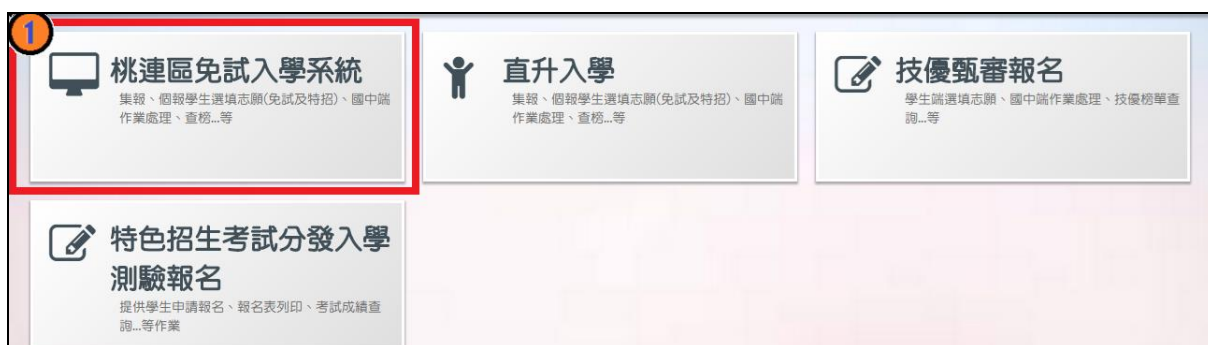 1
桃連區免試入學系統
集報、個報學生選填志願(免試及特招)、國中端
作業處理、查榜...等
直升入學
集報、個報學生選填志願(免試及特招)、國中端
作業處理、查榜...等
技優甄審報名
學生端選填志願、國中端作業處理、技優榜單查
詢...等
特色招生考試分發入學
測驗報名
提供學生申請報名、報名表列印、考試成績查
詢...等作業